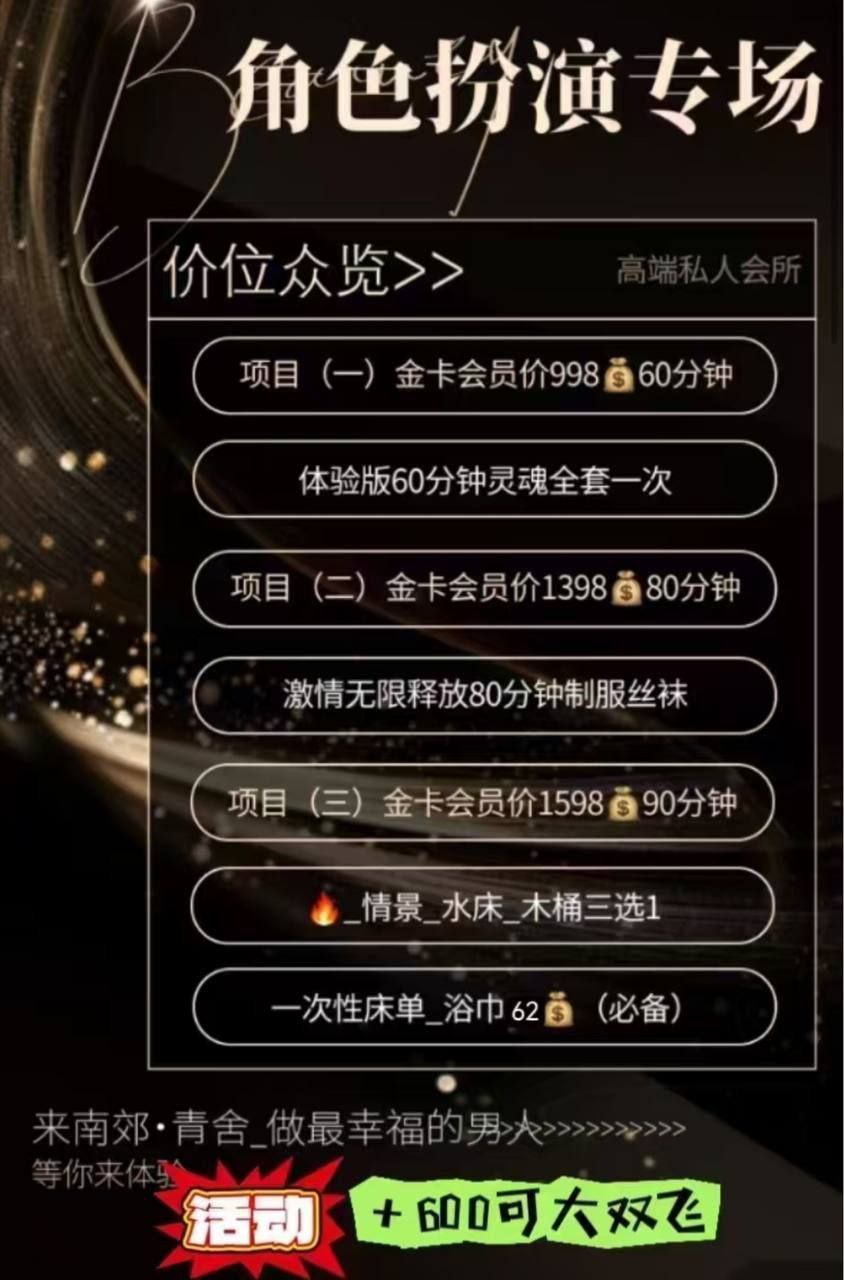 角色扮演专场
价位众览>>
高端私人会所
项目（一）金卡会员价998💰60分钟
体验版60分钟灵魂全套一次
项目（二）金卡会员价1398💰80分钟
激情无限释放80分钟制服丝袜
项目（三）金卡会员价1598💰90分钟
🔥_情景_水床_木桶三选1
一次性床单_浴巾 62💰（必备）
来南郊·青舍_做最幸福的男人>>>>>>>>>>>>>
等你来体验
活动
+600可大双飞